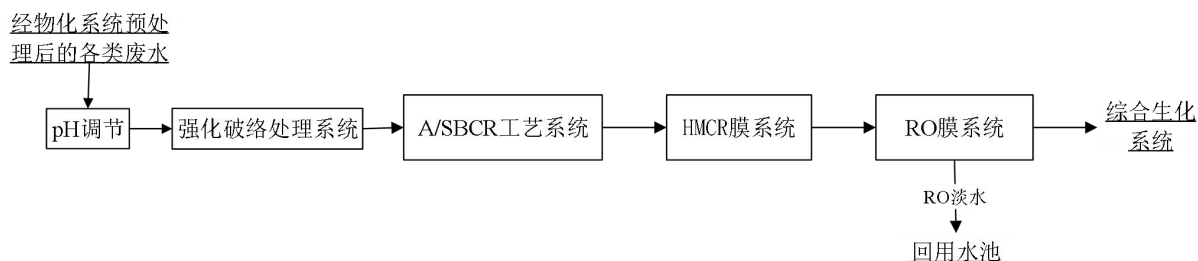 经物化系统预处
理后的各类废水
pH调节
强化破络处理系统
A/SBCR工艺系统
HMCR膜系统
RO膜系统
综合生化
系统
RO淡水
回用水池